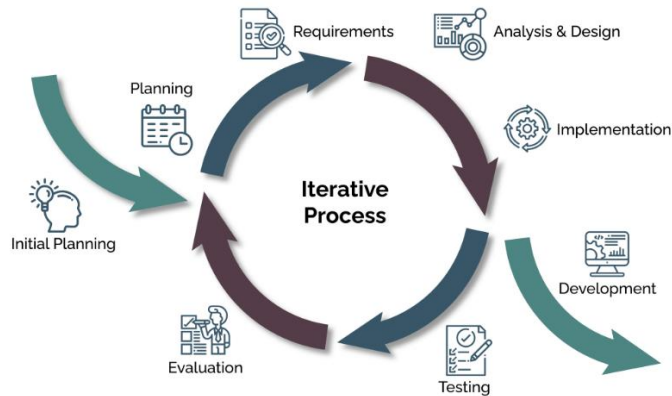 Requirements
Analysis & Design
Planning
Implementation
Iterative
Process
Initial Planning
Development
Evaluation
Testing